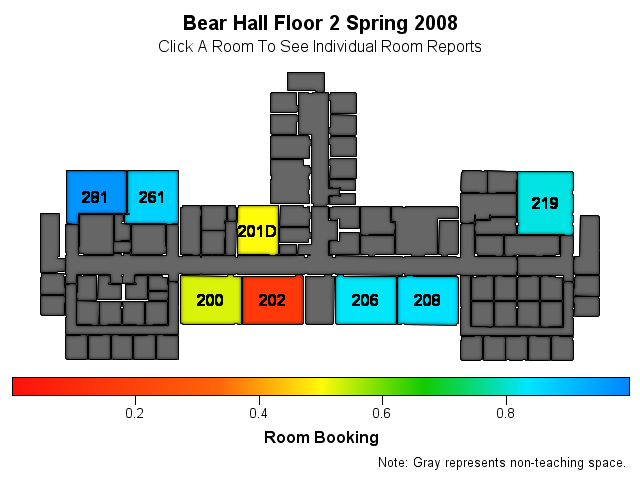 Bear Hall Floor 2 Spring 2008
Click A Room To See Individual Room Reports
281
261
219
201D
200
202
206
208
0.2
0.4
0.6
0.8
Room Booking
Note: Gray represents non-teaching space.